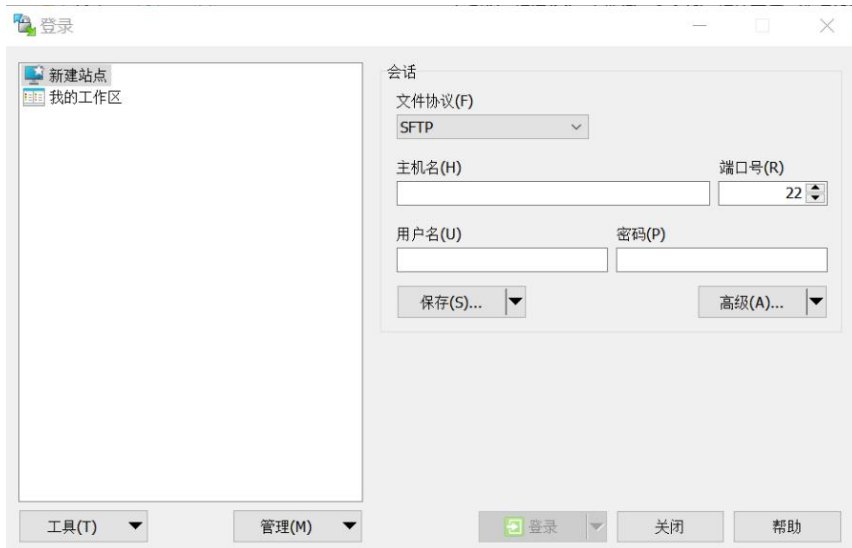 登录
新建站点
我的工作区
会话
文件协议(F)
SFTP
主机名(H) 端口号(R)
22
用户名(U) 密码(P)
保存(S)... 高级(A)...
工具(T) 管理(M) 登录 关闭 帮助